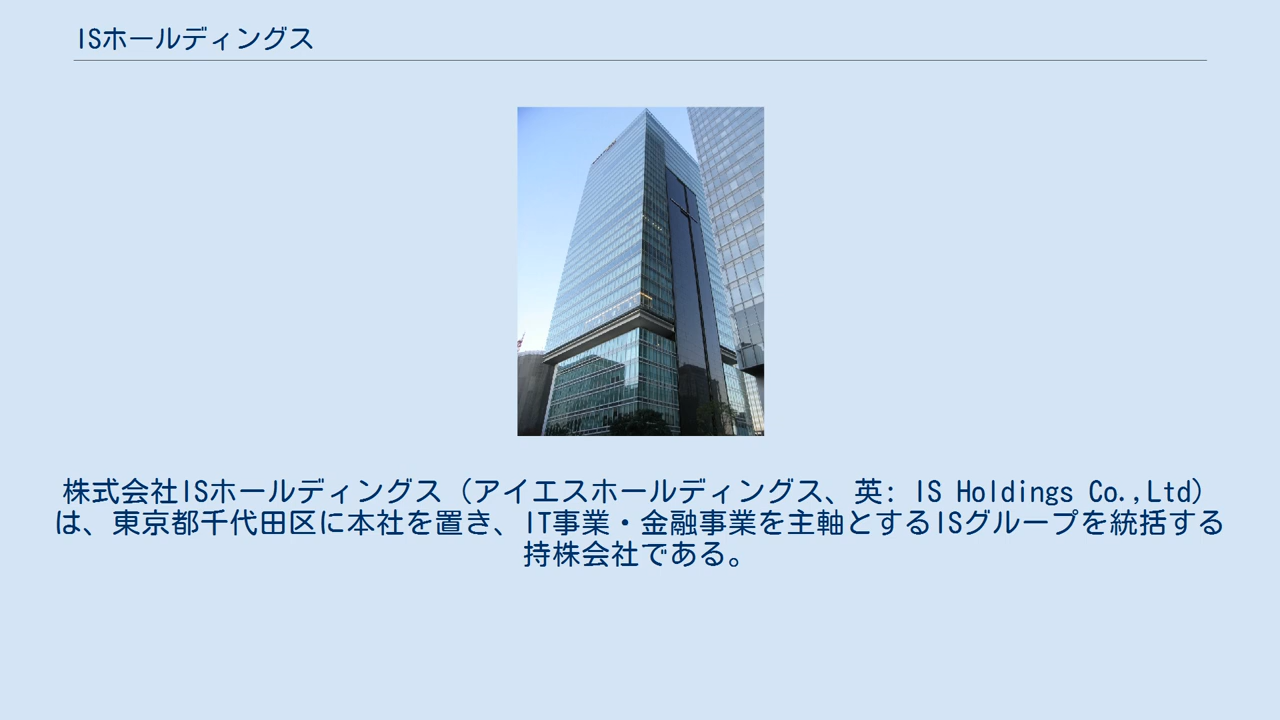 ISホールディングス
株式会社ISホールディングス（アイエスホールディングス、英: IS Holdings Co.,Ltd）
は、東京都千代田区に本社を置き、IT事業・金融事業を主軸とするISグループを統括する
持株会社である。